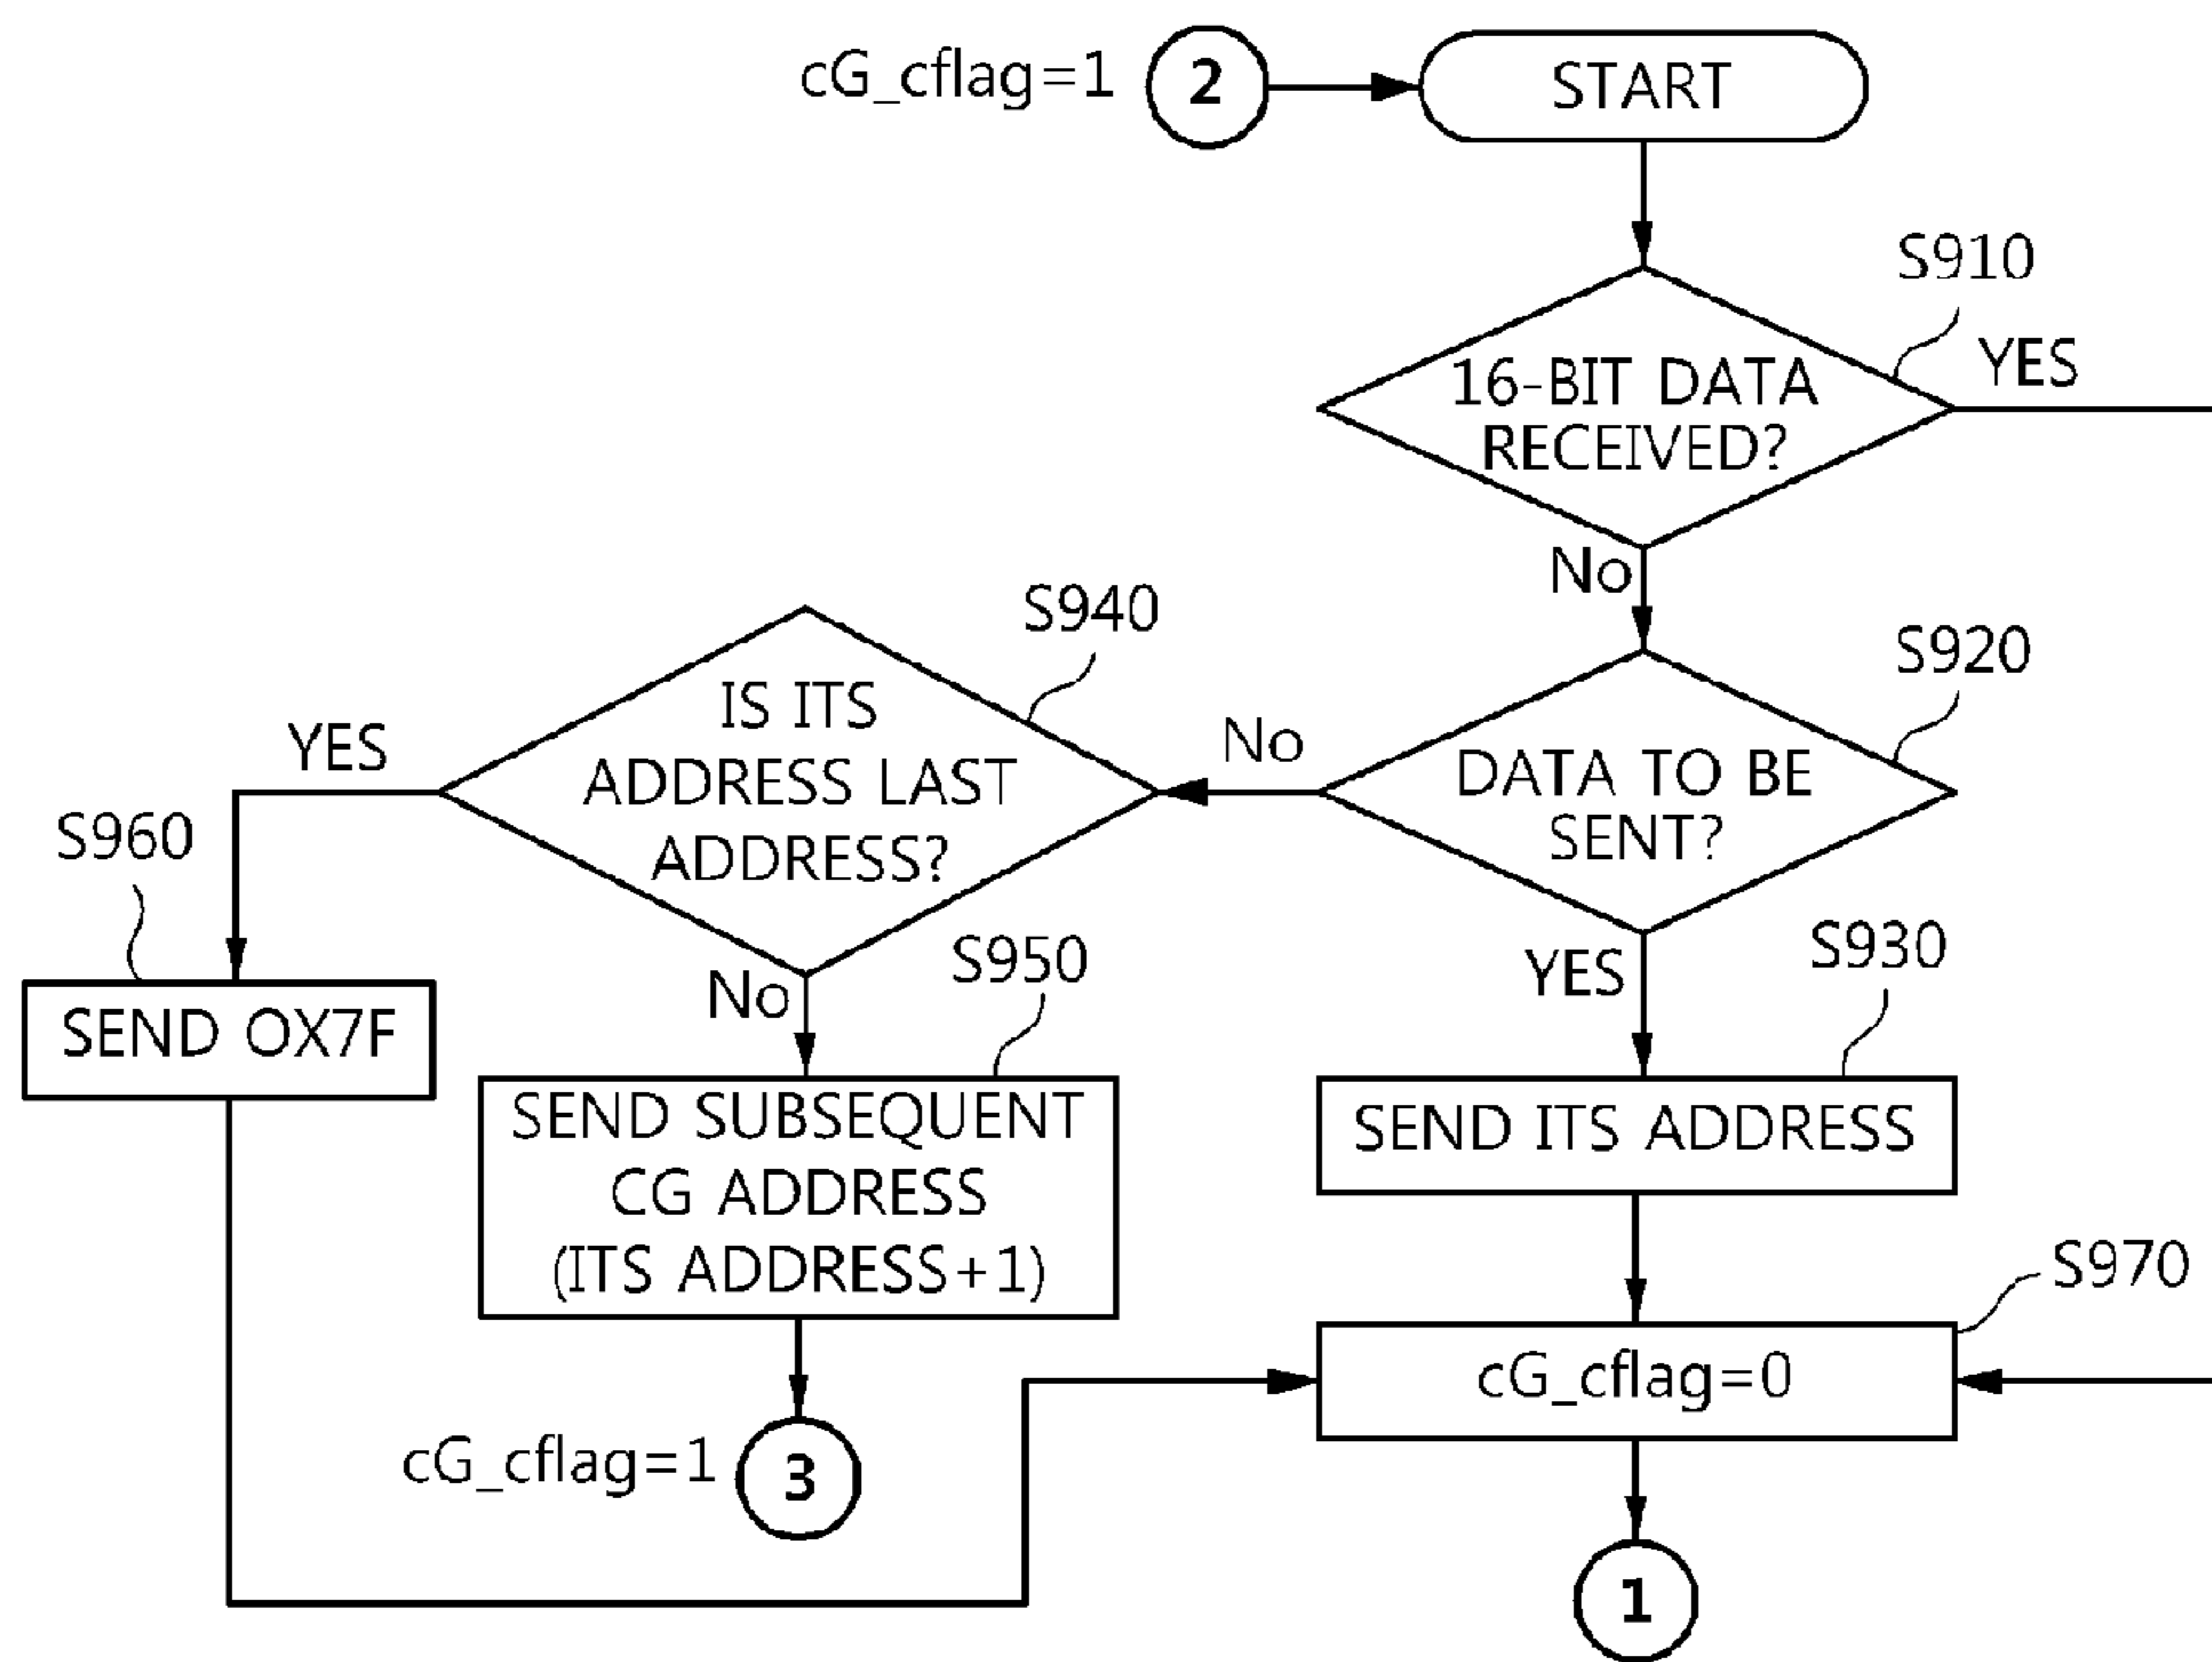 cG_cflag=1
2
START
S910
16-BIT DATA
RECEIVED?
YES
No
S920
DATA TO BE
SENT?
No
S940
IS ITS
ADDRESS LAST
ADDRESS?
YES
S960
SEND OX7F
No
S950
SEND SUBSEQUENT
CG ADDRESS
(ITS ADDRESS+1)
cG_cflag=1
3
YES
S930
SEND ITS ADDRESS
S970
cG_cflag=0
1